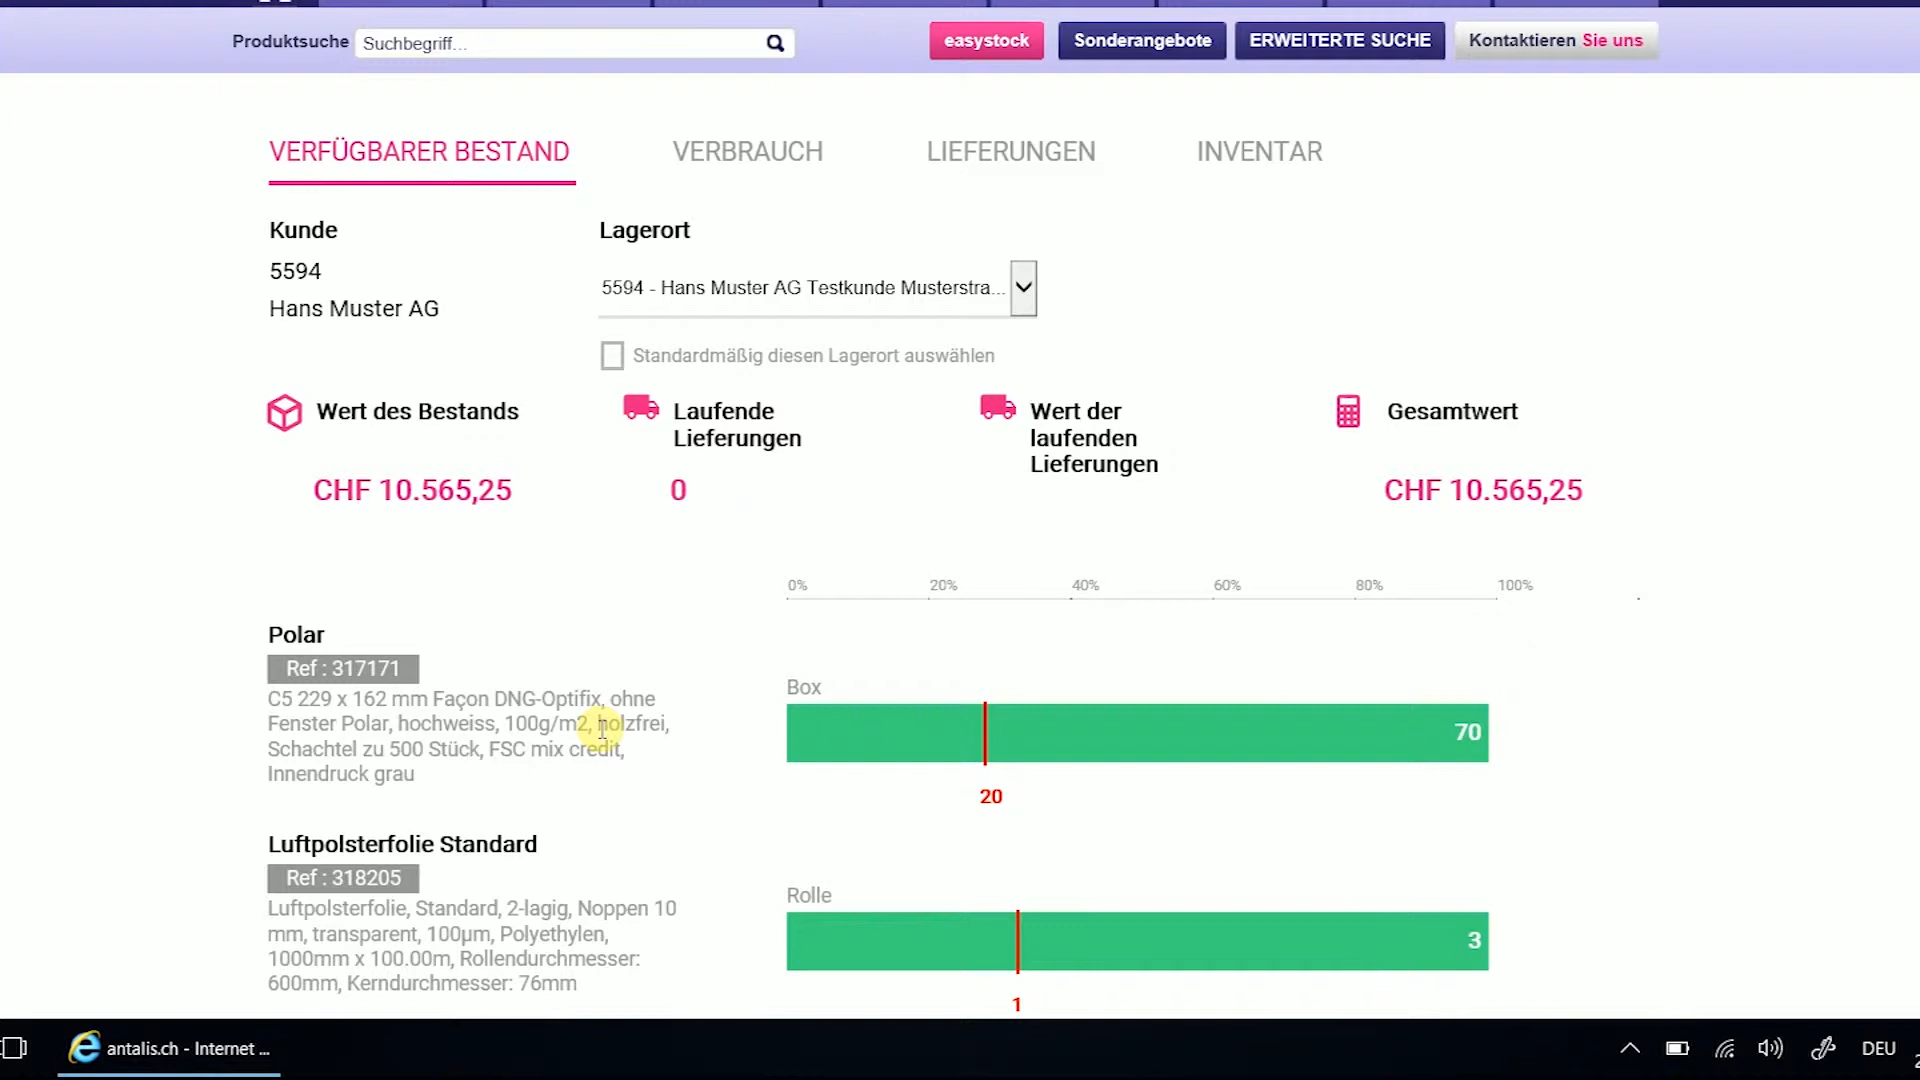 Produktsuche
Suchbegriff...
easystock
Sonderangebote
ERWEITERTE SUCHE
Kontaktieren Sie uns
VERFÜGBARER BESTAND
VERBRAUCH
LIEFERUNGEN
INVENTAR
Kunde
5594
Hans Muster AG
Lagerort
5594 - Hans Muster AG Testkunde Musterstra...
Standardmäßig diesen Lagerort auswählen
Wert des Bestands
CHF 10.565,25
Laufende
Lieferungen
0
Wert der
laufenden
Lieferungen
Gesamtwert
CHF 10.565,25
0%
20%
40%
60%
80%
100%
Polar
Ref : 317171
C5 229 x 162 mm Façon DNG-Optifix, ohne
Fenster Polar, hochweiss, 100g/m2, holzfrei,
Schachtel zu 500 Stück, FSC mix credit,
Innendruck grau
Box
70
20
Luftpolsterfolie Standard
Ref : 318205
Luftpolsterfolie, Standard, 2-lagig, Noppen 10
mm, transparent, 100µm, Polyethylen,
1000mm x 100.00m, Rollendurchmesser:
600mm, Kerndurchmesser: 76mm
Rolle
3
1
antalis.ch - Internet ...
DEU